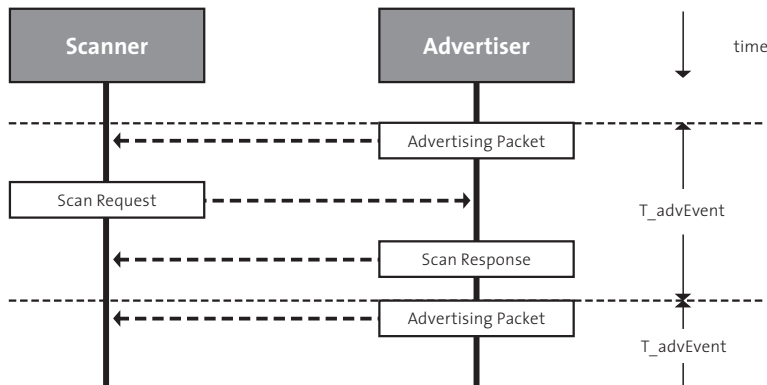 Scanner
Advertiser
time
Advertising Packet
Scan Request
T_advEvent
Scan Response
Advertising Packet
T_advEvent